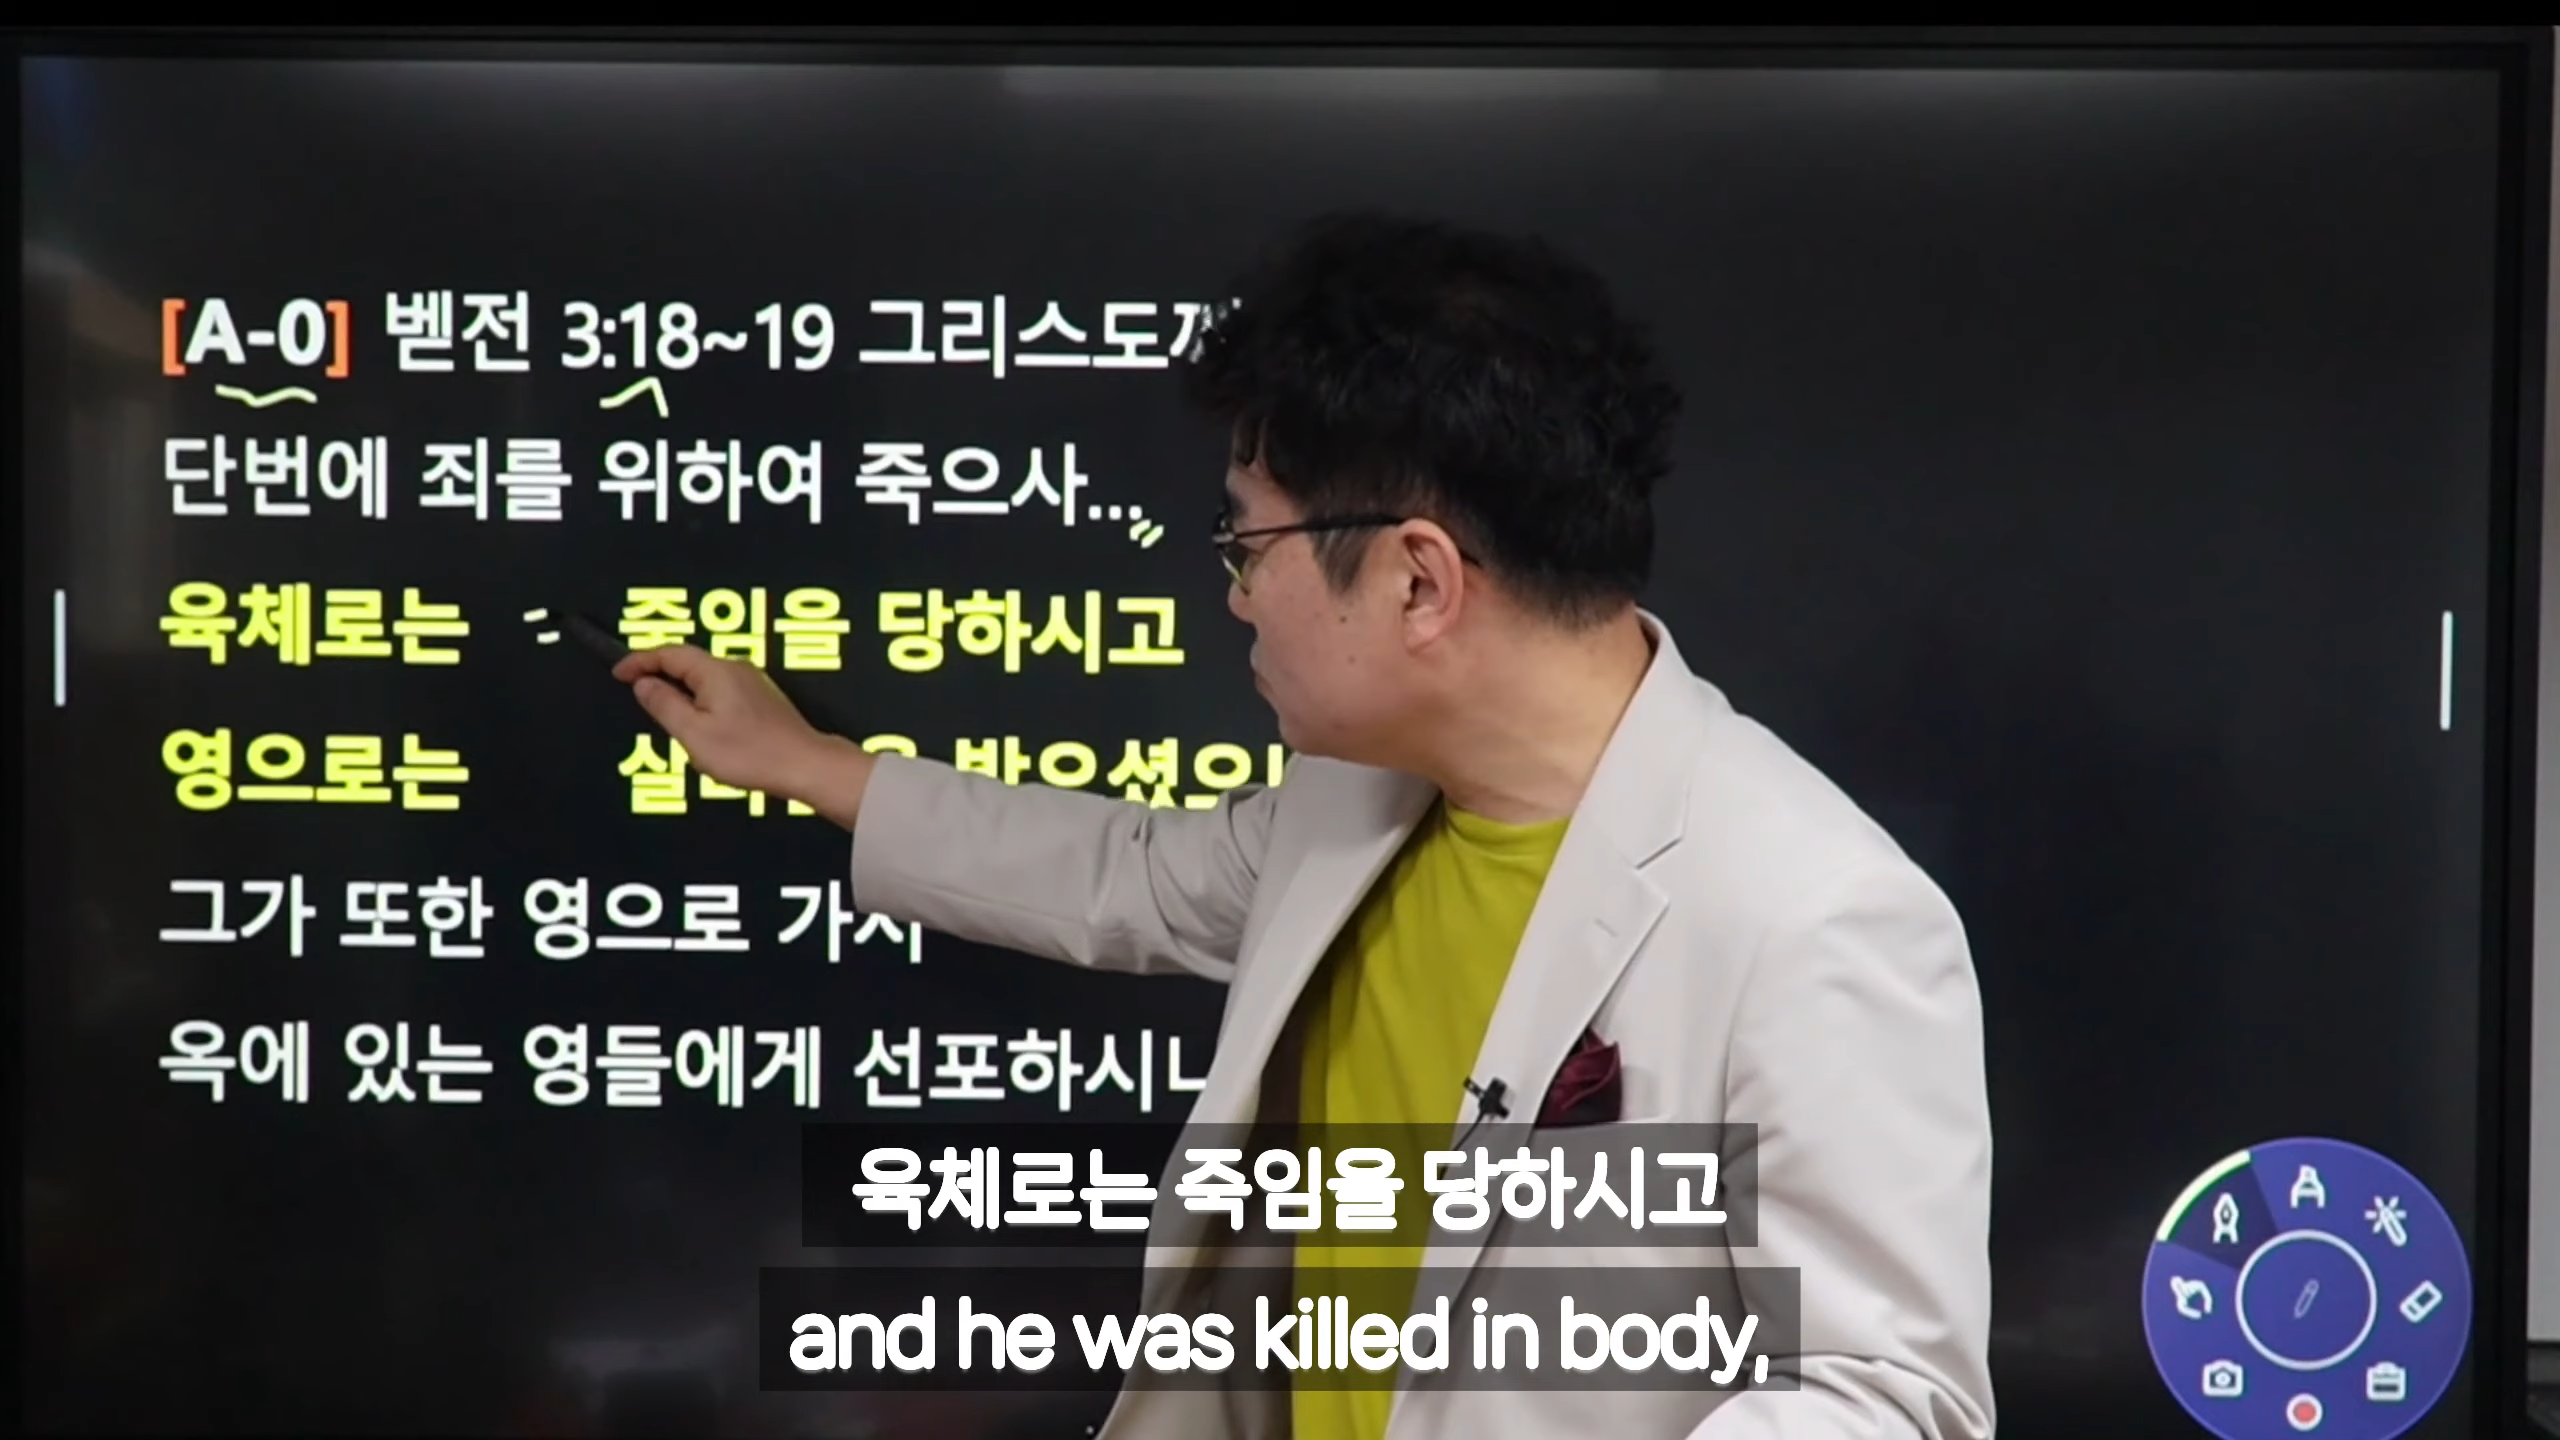 [A-0] 벧전 3:18~19 그리스도께
단번에 죄를 위하여 죽으사...
육체로는 죽임을 당하시고
영으로는 받으셨으니
그가 또한 영으로 가서
옥에 있는 영들에게 선포하시니
육체로는 죽임을 당하시고
and he was killed in body,